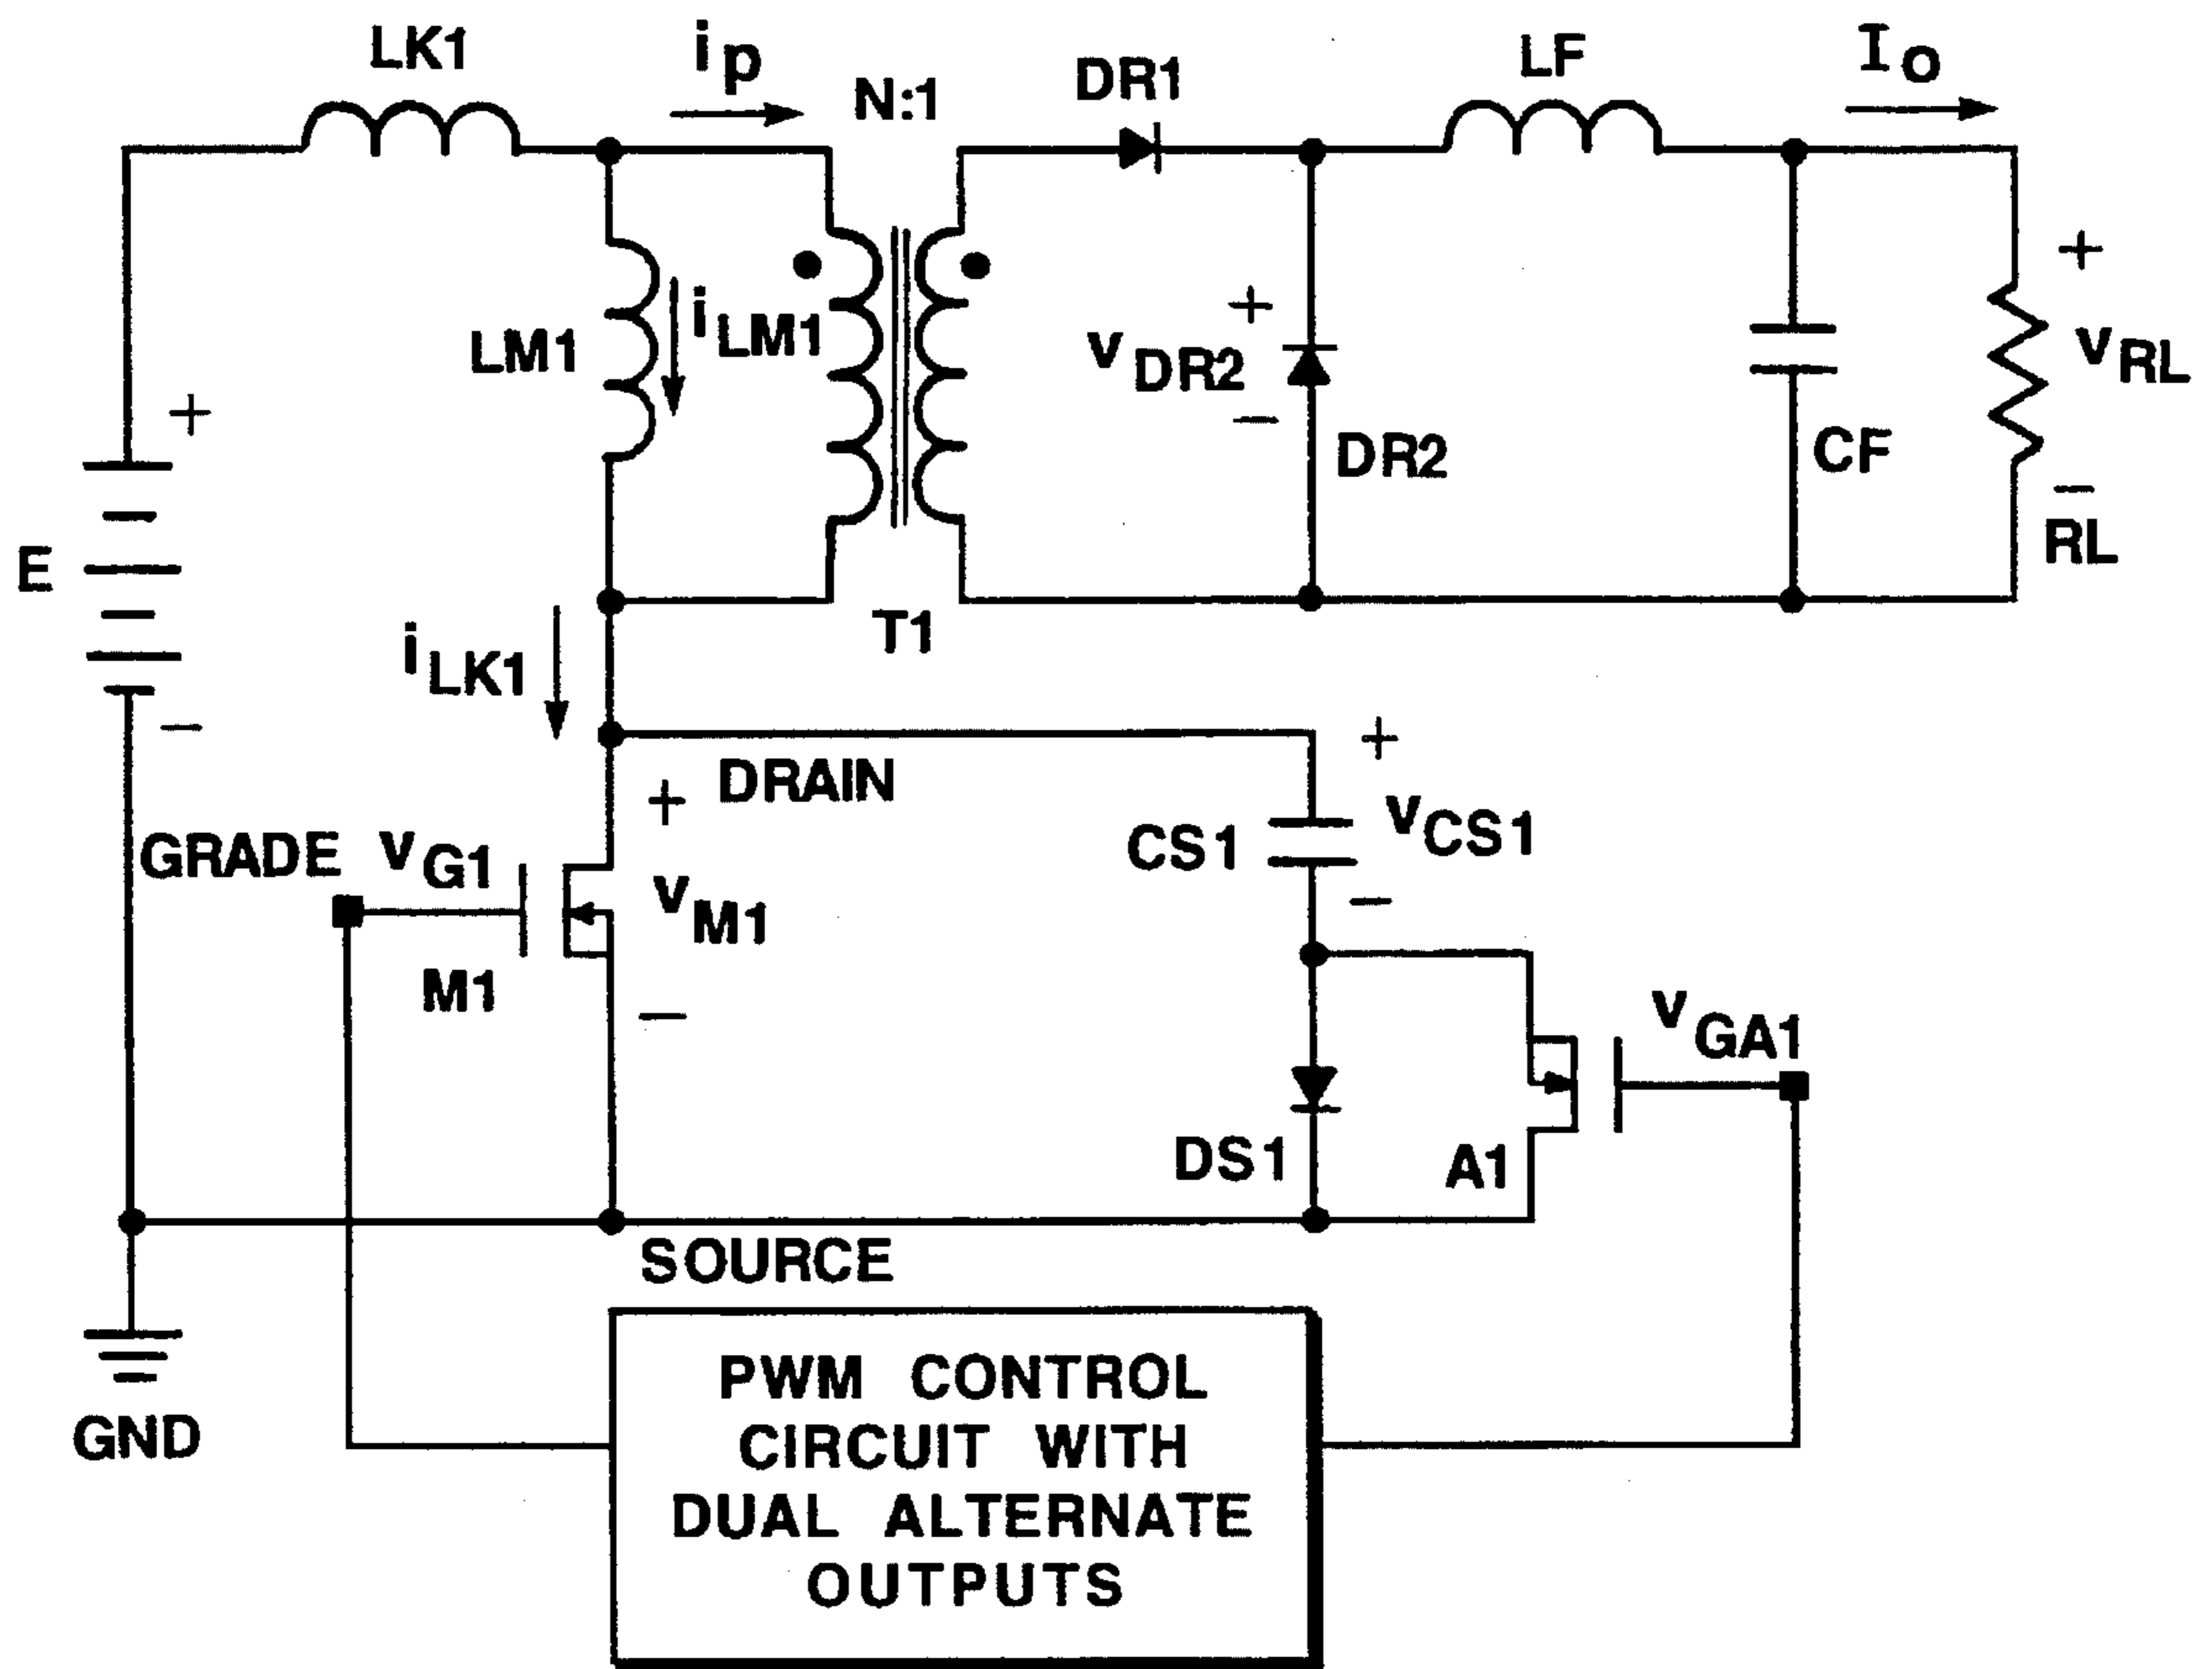 LK1
ip
N:1
DR1
LF
Io
+
LM1
iLM1
+
vDR2
−
DR2
CF
+
vRL
−
RL
+
E
−
T1
iLK1
DRAIN
+
vM1
−
GRADE
vG1
M1
+
CS1
vCS1
−
vGA1
DS1
A1
SOURCE
GND
PWM CONTROL
CIRCUIT WITH
DUAL ALTERNATE
OUTPUTS